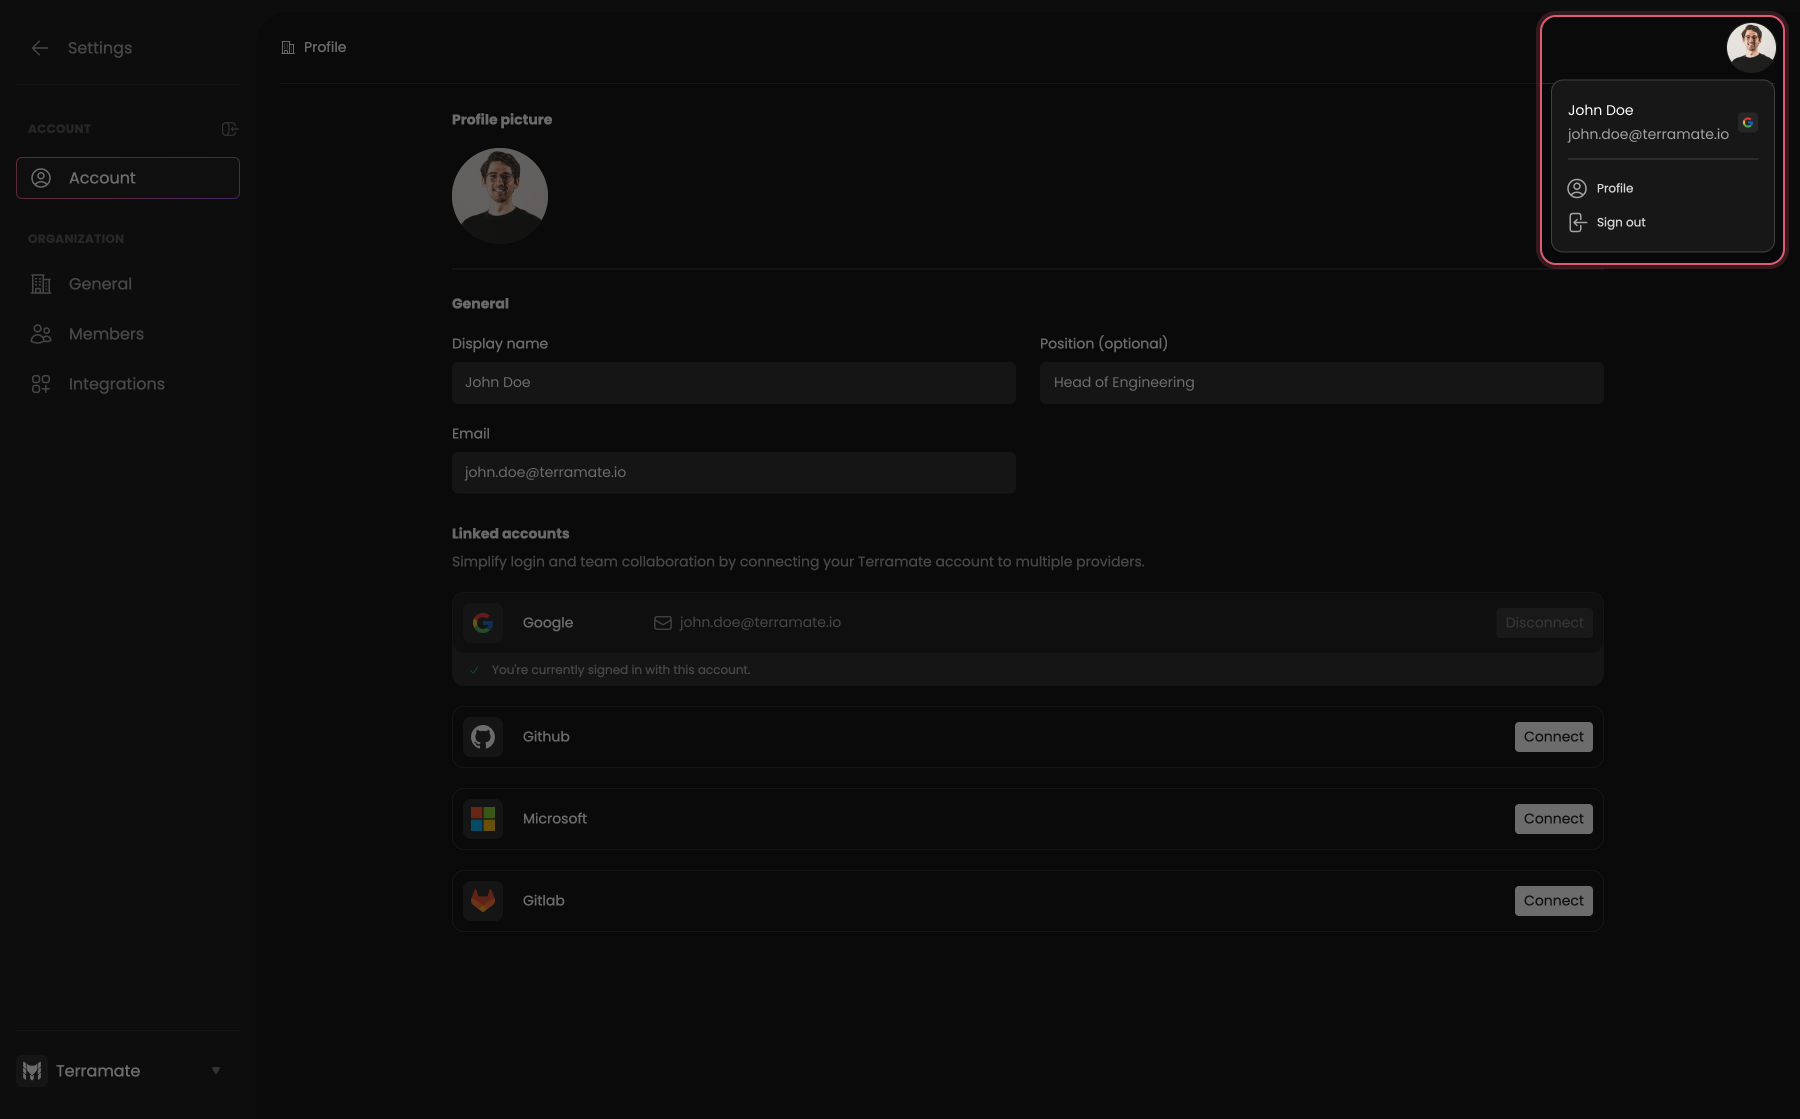 Settings
ACCOUNT
Account
ORGANIZATION
General
Members
Integrations
Terramate
Profile
Profile picture
General
Display name
John Doe
Position (optional)
Head of Engineering
Email
john.doe@terramate.io
Linked accounts
Simplify login and team collaboration by connecting your Terramate account to multiple providers.
Google
john.doe@terramate.io
Disconnect
You're currently signed in with this account.
Github
Connect
Microsoft
Connect
Gitlab
Connect
John Doe
john.doe@terramate.io
Profile
Sign out